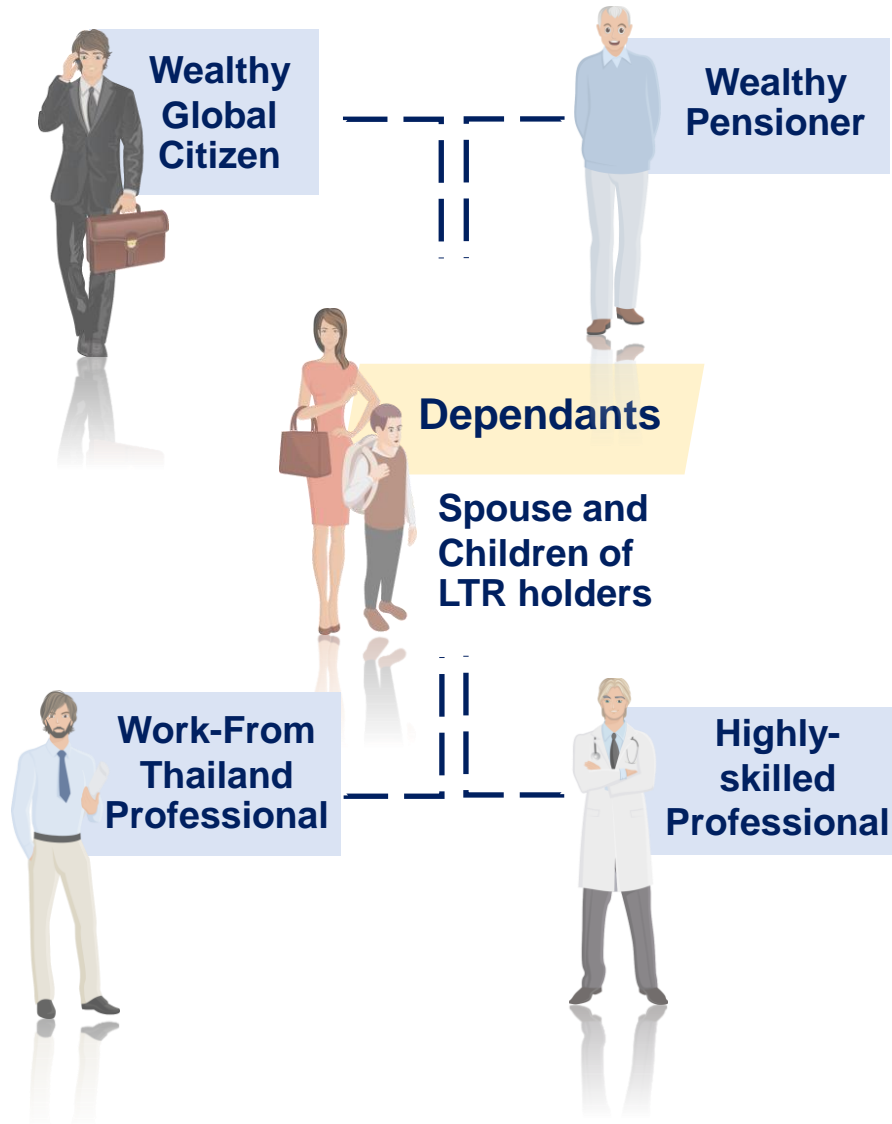 Wealthy
Global
Citizen
Wealthy
Pensioner
Dependants
Spouse and
Children of
LTR holders
Work-From
Thailand
Professional
Highly-
skilled
Professional